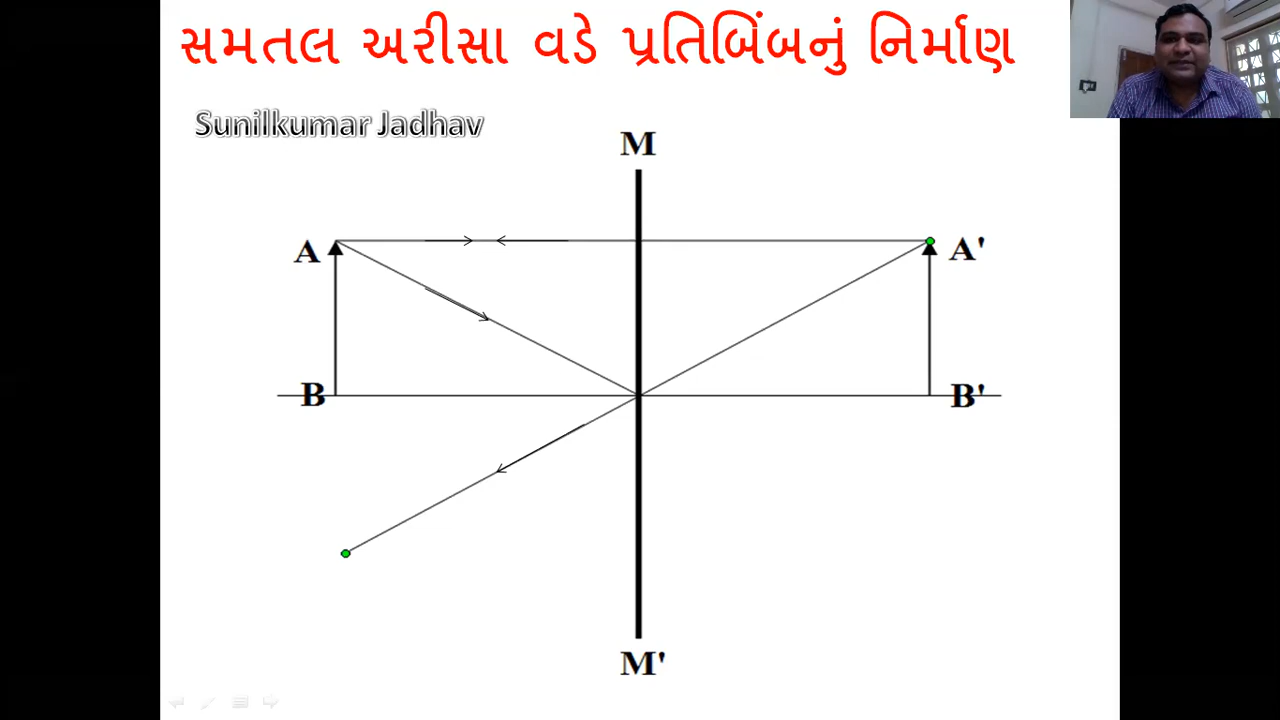 સમતલ અરીસા વડે પ્રતિબિંબનું નિર્માણ
Sunilkumar Jadhav
M
A
A'
B
B'
M'